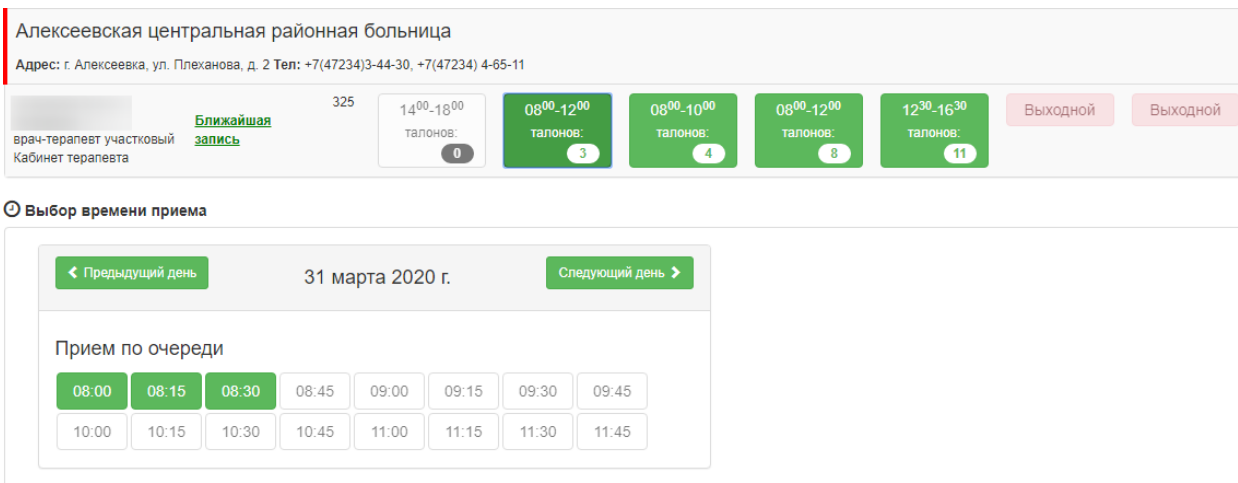 Алексеевская центральная районная больница
Адрес: г. Алексеевка, ул. Плеханова, д. 2 Тел: +7(47234)3-44-30, +7(47234) 4-65-11
врач-терапевт участковый
Кабинет терапевта
Ближайшая
запись
325
14⁰⁰-18⁰⁰
талонов:
0
08⁰⁰-12⁰⁰
талонов:
3
08⁰⁰-10⁰⁰
талонов:
4
08⁰⁰-12⁰⁰
талонов:
8
12³⁰-16³⁰
талонов:
11
Выходной
Выходной
Выбор времени приема
Предыдущий день
31 марта 2020 г.
Следующий день
Прием по очереди
08:00 08:15 08:30 08:45 09:00 09:15 09:30 09:45
10:00 10:15 10:30 10:45 11:00 11:15 11:30 11:45